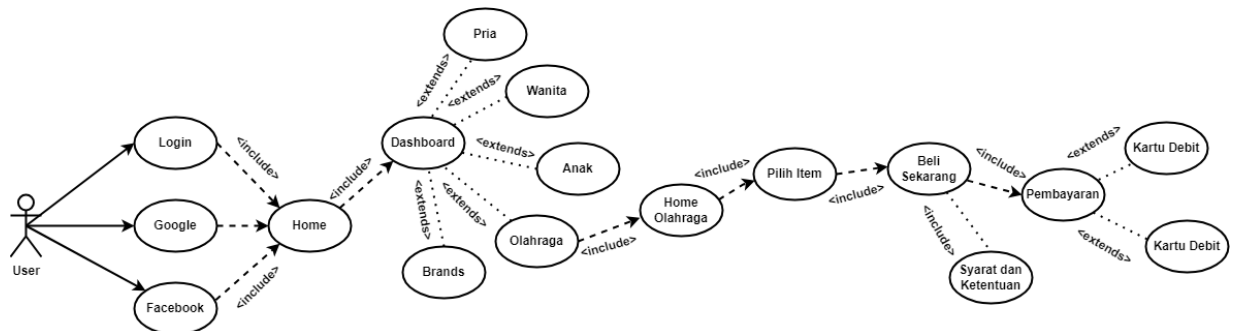 User
Login
Google
Facebook
<include>
<include>
Home
<include>
Dashboard
<extends>
Pria
<extends>
Wanita
<extends>
Anak
<extends>
Brands
<extends>
Olahraga
<include>
Home
Olahraga
<include>
Pilih Item
<include>
Beli
Sekarang
<include>
Syarat dan
Ketentuan
<include>
Pembayaran
<extends>
Kartu Debit
<extends>
Kartu Debit